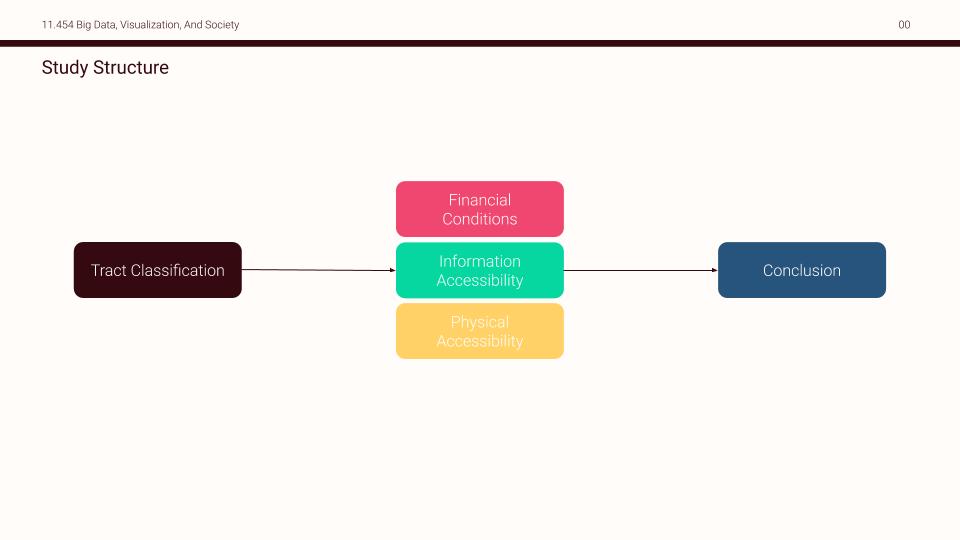 11.454 Big Data, Visualization, And Society
00
Study Structure
Tract Classification
Financial
Conditions
Information
Accessibility
Physical
Accessibility
Conclusion